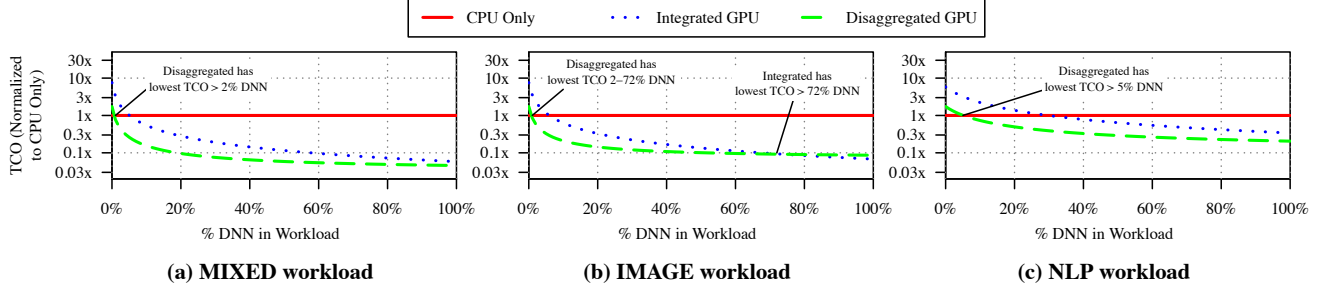 CPU Only Integrated GPU Disaggregated GPU
TCO (Normalized
to CPU Only)
30x
10x
3x
1x
0.3x
0.1x
0.03x
Disaggregated has
lowest TCO > 2% DNN
0% 20% 40% 60% 80% 100%
% DNN in Workload
(a) MIXED workload
30x
10x
3x
1x
0.3x
0.1x
0.03x
Disaggregated has
lowest TCO 2–72% DNN
Integrated has
lowest TCO > 72% DNN
0% 20% 40% 60% 80% 100%
% DNN in Workload
(b) IMAGE workload
30x
10x
3x
1x
0.3x
0.1x
0.03x
Disaggregated has
lowest TCO > 5% DNN
0% 20% 40% 60% 80% 100%
% DNN in Workload
(c) NLP workload